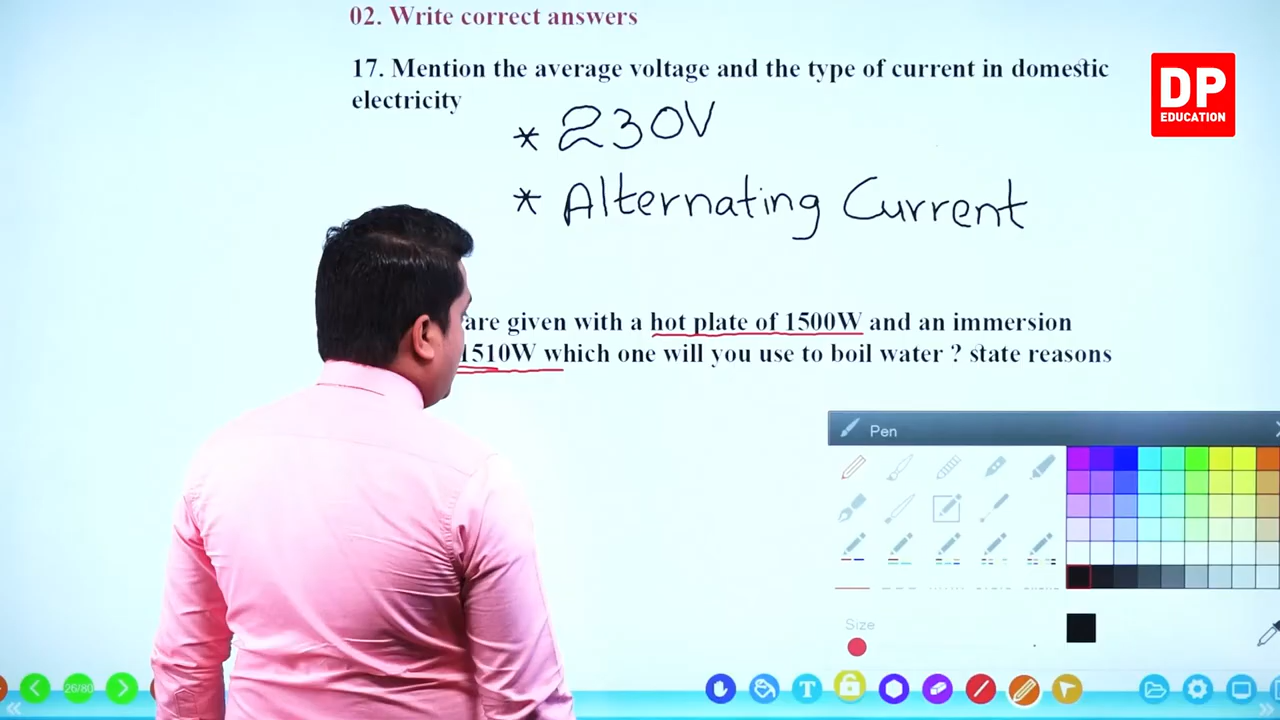 02. Write correct answers
17. Mention the average voltage and the type of current in domestic
electricity
* 230V
* Alternating Current
DP
EDUCATION
are given with a hot plate of 1500W and an immersion
1510W which one will you use to boil water ? state reasons
Pen
Size
26/80